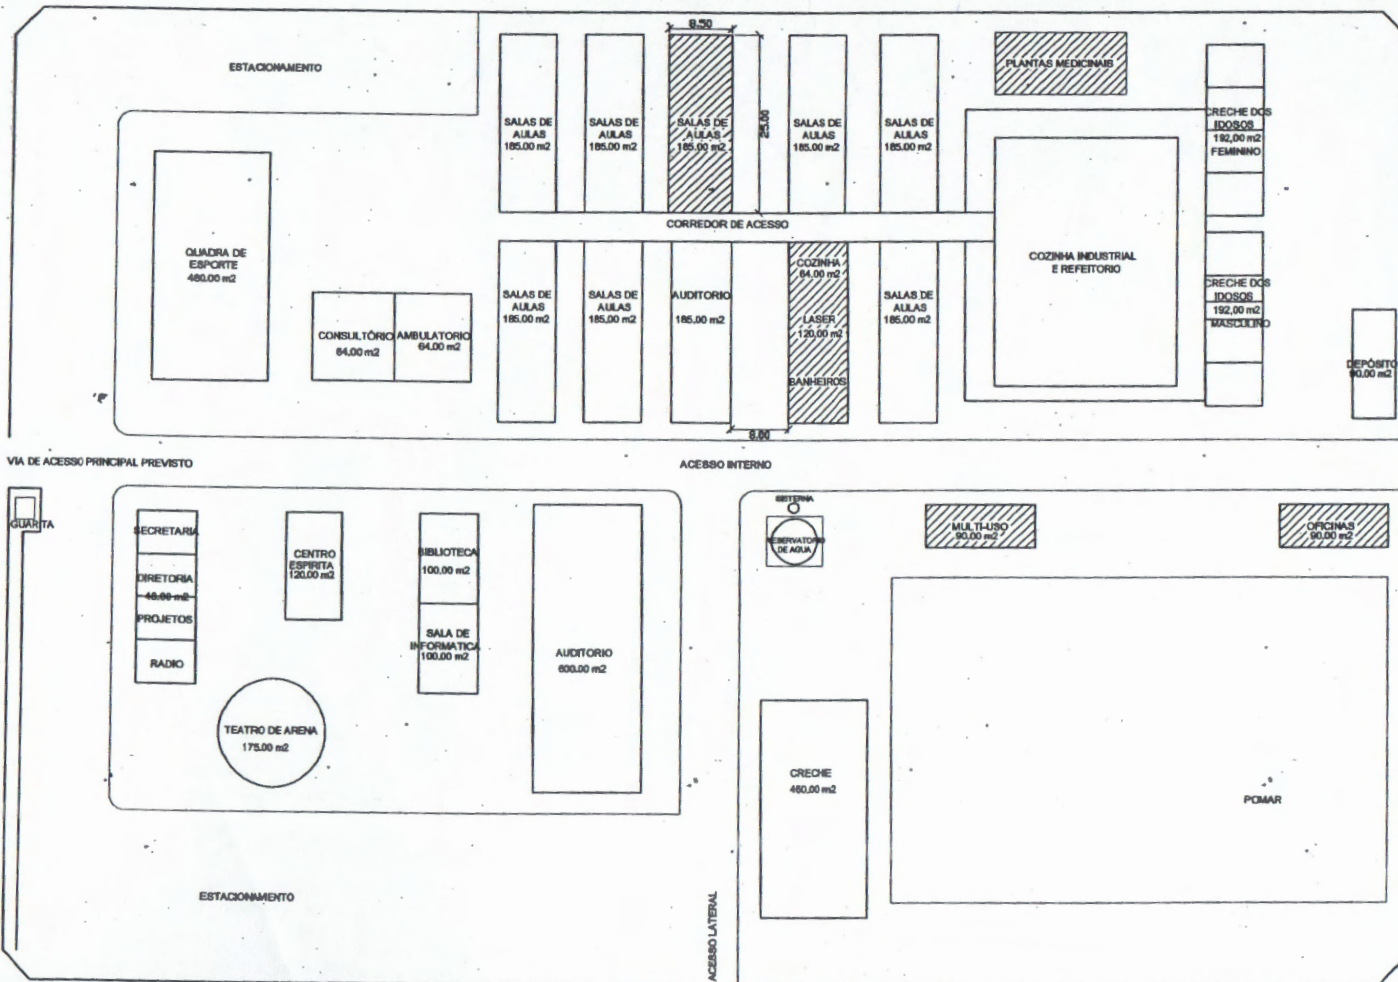 ESTACIONAMENTO
8.50
25.00
SALAS DE
AULAS
185.00 m2
SALAS DE
AULAS
185.00 m2
SALAS DE
AULAS
185.00 m2
SALAS DE
AULAS
185.00 m2
SALAS DE
AULAS
185.00 m2
PLANTAS MEDICINAIS
CRECHE DOS
IDOSOS
192,00 m2
FEMININO
CORREDOR DE ACESSO
QUADRA DE
ESPORTE
480.00 m2
CONSULTÓRIO
64.00 m2
AMBULATORIO
64.00 m2
SALAS DE
AULAS
185.00 m2
SALAS DE
AULAS
185.00 m2
AUDITORIO
185.00 m2
COZINHA
64.00 m2
LASER
120.00 m2
BANHEIROS
SALAS DE
AULAS
185.00 m2
8.00
COZINHA INDUSTRIAL
E REFEITORIO
CRECHE DOS
IDOSOS
192,00 m2
MASCULINO
DEPÓSITO
90,00 m2
VIA DE ACESSO PRINCIPAL PREVISTO
ACESSO INTERNO
GUARITA
SECRETARIA
DIRETORIA
48.00 m2
PROJETOS
RADIO
CENTRO
ESPIRITA
120.00 m2
BIBLIOTECA
100.00 m2
SALA DE
INFORMATICA
100.00 m2
AUDITORIO
600.00 m2
TEATRO DE ARENA
175.00 m2
SISTERNA
RESERVATORIO
DE AGUA
MULTI-USO
90.00 m2
OFICINAS
90.00 m2
CRECHE
460,00 m2
POMAR
ESTACIONAMENTO
ACESSO LATERAL